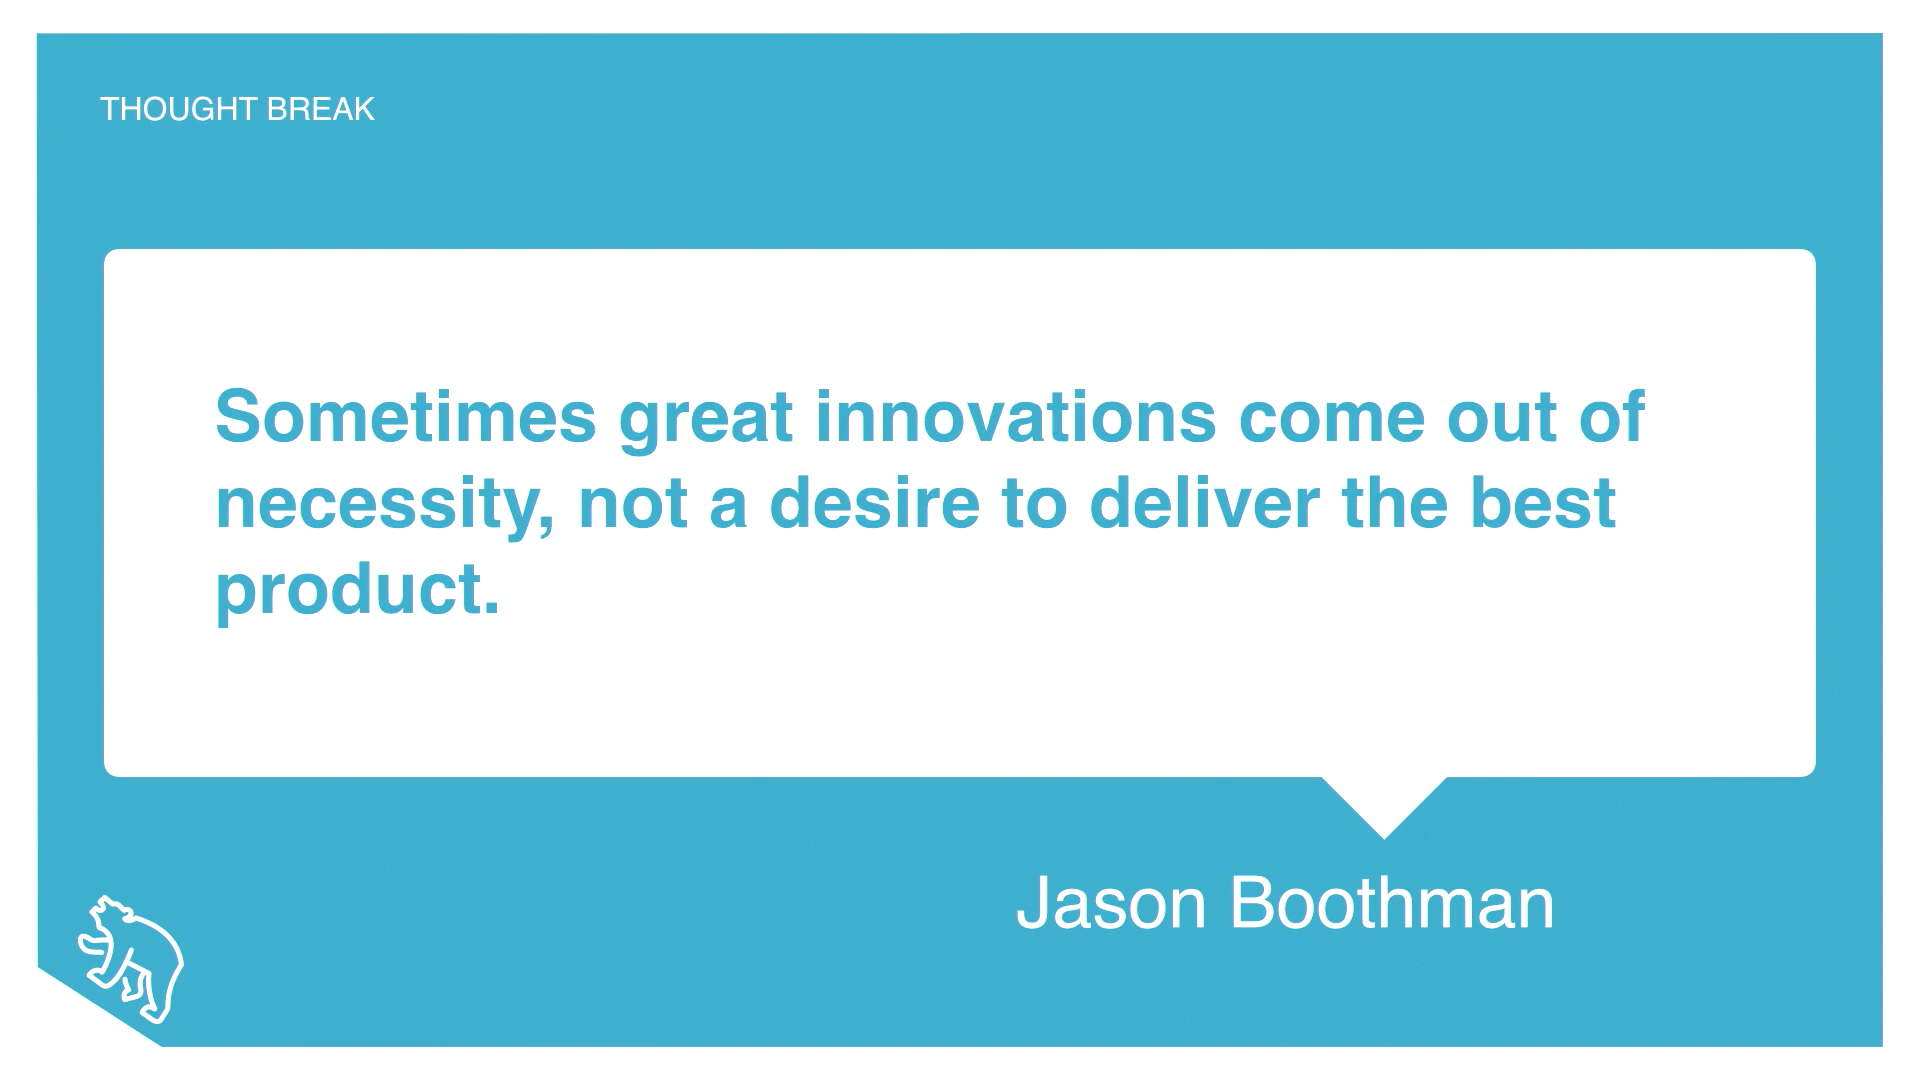 THOUGHT BREAK
Sometimes great innovations come out of
necessity, not a desire to deliver the best
product.
Jason Boothman